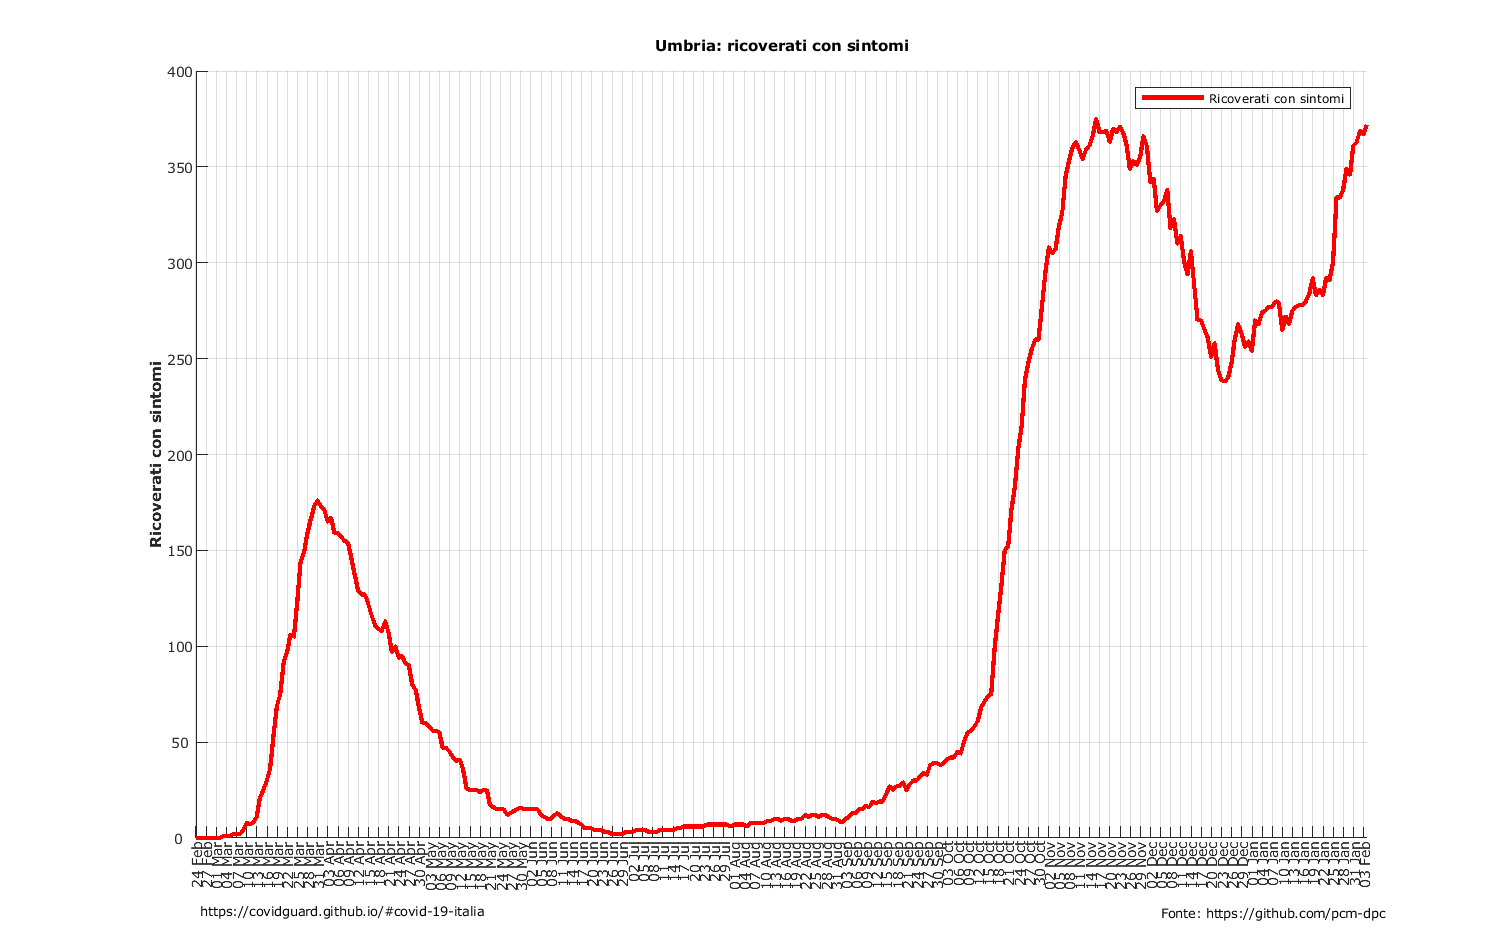 Umbria: ricoverati con sintomi
Ricoverati con sintomi
400
350
300
250
200
150
100
50
0
Ricoverati con sintomi
24 Feb
27 Feb
01 Mar
04 Mar
07 Mar
10 Mar
13 Mar
16 Mar
19 Mar
22 Mar
25 Mar
28 Mar
31 Mar
03 Apr
06 Apr
09 Apr
12 Apr
15 Apr
18 Apr
21 Apr
24 Apr
27 Apr
30 Apr
03 May
06 May
09 May
12 May
15 May
18 May
21 May
24 May
27 May
30 May
02 Jun
05 Jun
08 Jun
11 Jun
14 Jun
17 Jun
20 Jun
23 Jun
26 Jun
29 Jun
02 Jul
05 Jul
08 Jul
11 Jul
14 Jul
17 Jul
20 Jul
23 Jul
26 Jul
29 Jul
01 Aug
04 Aug
07 Aug
10 Aug
13 Aug
16 Aug
19 Aug
22 Aug
25 Aug
28 Aug
31 Aug
03 Sep
06 Sep
09 Sep
12 Sep
15 Sep
18 Sep
21 Sep
24 Sep
27 Sep
30 Sep
03 Oct
06 Oct
09 Oct
12 Oct
15 Oct
18 Oct
21 Oct
24 Oct
27 Oct
30 Oct
02 Nov
05 Nov
08 Nov
11 Nov
14 Nov
17 Nov
20 Nov
23 Nov
26 Nov
29 Nov
02 Dec
05 Dec
08 Dec
11 Dec
14 Dec
17 Dec
20 Dec
23 Dec
26 Dec
29 Dec
01 Jan
04 Jan
07 Jan
10 Jan
13 Jan
16 Jan
19 Jan
22 Jan
25 Jan
28 Jan
31 Jan
03 Feb
https://covidguard.github.io/#covid-19-italia
Fonte: https://github.com/pcm-dpc